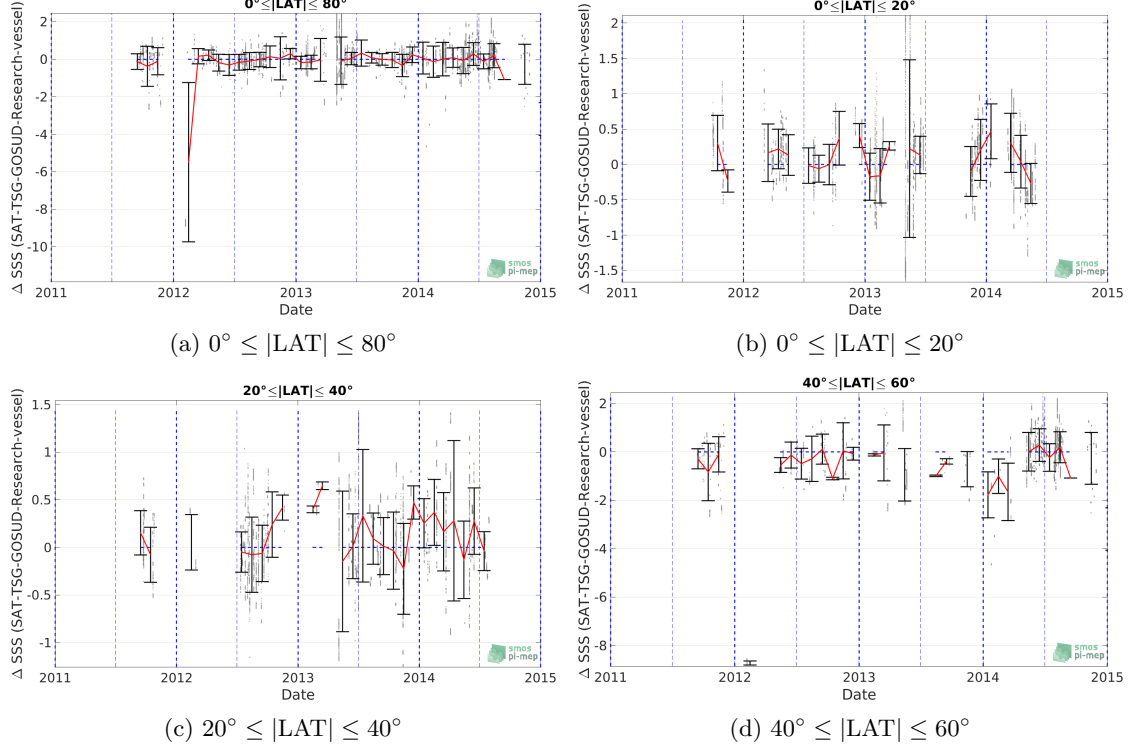 0°≤|LAT|≤ 80°
Δ SSS (SAT-TSG-GOSUD-Research-vessel)
0
-2
-4
-6
-8
-10
2011 2012 2013 2014 2015
Date
smos
pi-mep
(a) 0° ≤ |LAT| ≤ 80°
0°≤|LAT|≤ 20°
Δ SSS (SAT-TSG-GOSUD-Research-vessel)
2
1.5
1
0.5
0
-0.5
-1
-1.5
2011 2012 2013 2014 2015
Date
smos
pi-mep
(b) 0° ≤ |LAT| ≤ 20°
20°≤|LAT|≤ 40°
Δ SSS (SAT-TSG-GOSUD-Research-vessel)
1.5
1
0.5
0
-0.5
-1
2011 2012 2013 2014 2015
Date
smos
pi-mep
(c) 20° ≤ |LAT| ≤ 40°
40°≤|LAT|≤ 60°
Δ SSS (SAT-TSG-GOSUD-Research-vessel)
2
0
-2
-4
-6
-8
2011 2012 2013 2014 2015
Date
smos
pi-mep
(d) 40° ≤ |LAT| ≤ 60°